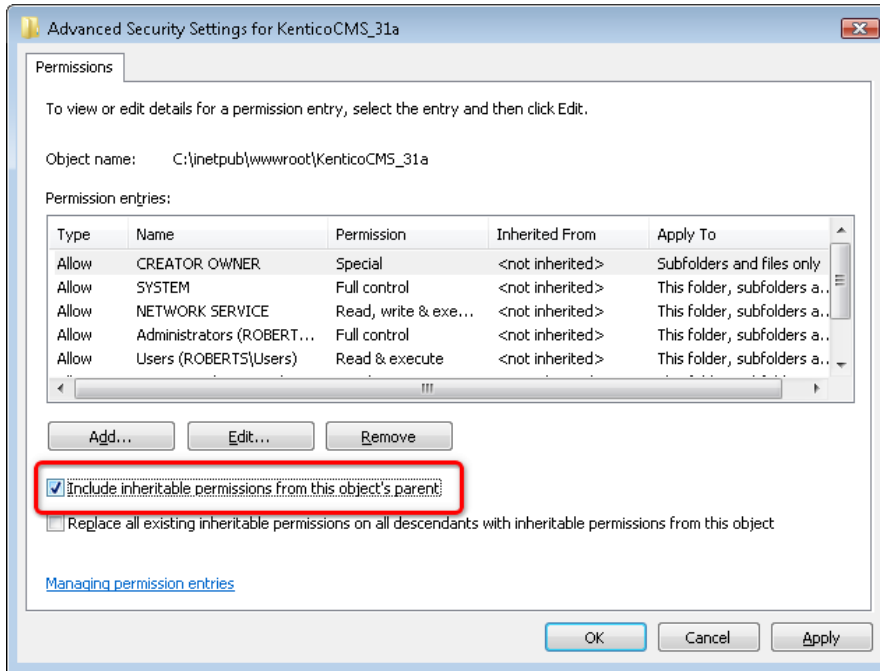 Advanced Security Settings for KenticoCMS_31a
Permissions
To view or edit details for a permission entry, select the entry and then click Edit.
Object name: C:\inetpub\wwwroot\KenticoCMS_31a
Permission entries:
Type Name Permission Inherited From Apply To
Allow CREATOR OWNER Special <not inherited> Subfolders and files only
Allow SYSTEM Full control <not inherited> This folder, subfolders a...
Allow NETWORK SERVICE Read, write & exe... <not inherited> This folder, subfolders a...
Allow Administrators (ROBERT... Full control <not inherited> This folder, subfolders a...
Allow Users (ROBERTS\Users) Read & execute <not inherited> This folder, subfolders a...
Add... Edit... Remove
Include inheritable permissions from this object's parent
Replace all existing inheritable permissions on all descendants with inheritable permissions from this object
Managing permission entries
OK Cancel Apply